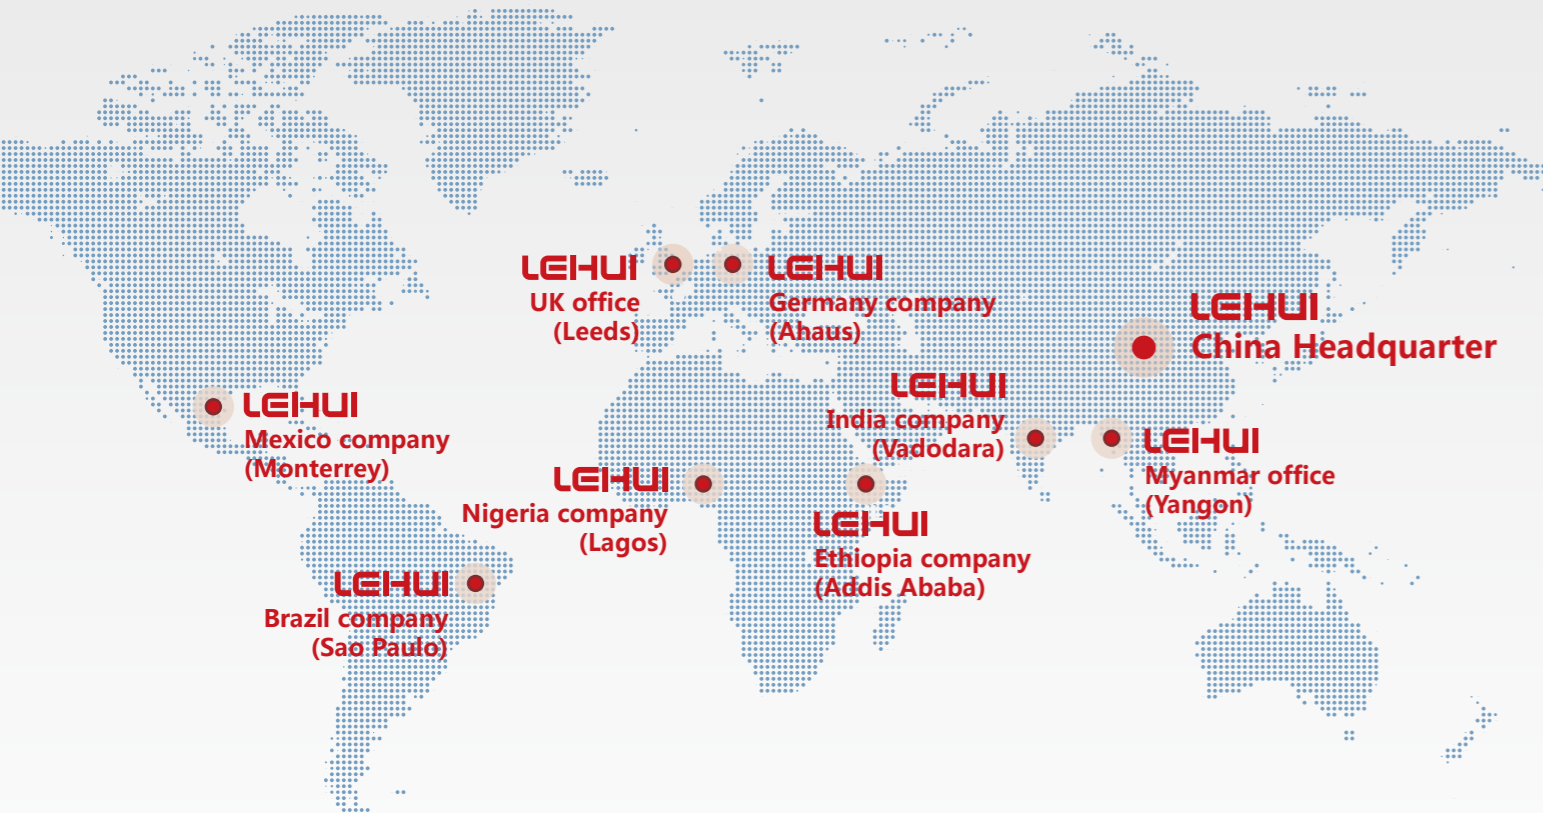 LEHUI
UK office
(Leeds)
LEHUI
Germany company
(Ahaus)
LEHUI
China Headquarter
LEHUI
Mexico company
(Monterrey)
LEHUI
India company
(Vadodara)
LEHUI
Myanmar office
(Yangon)
LEHUI
Nigeria company
(Lagos)
LEHUI
Ethiopia company
(Addis Ababa)
LEHUI
Brazil company
(Sao Paulo)